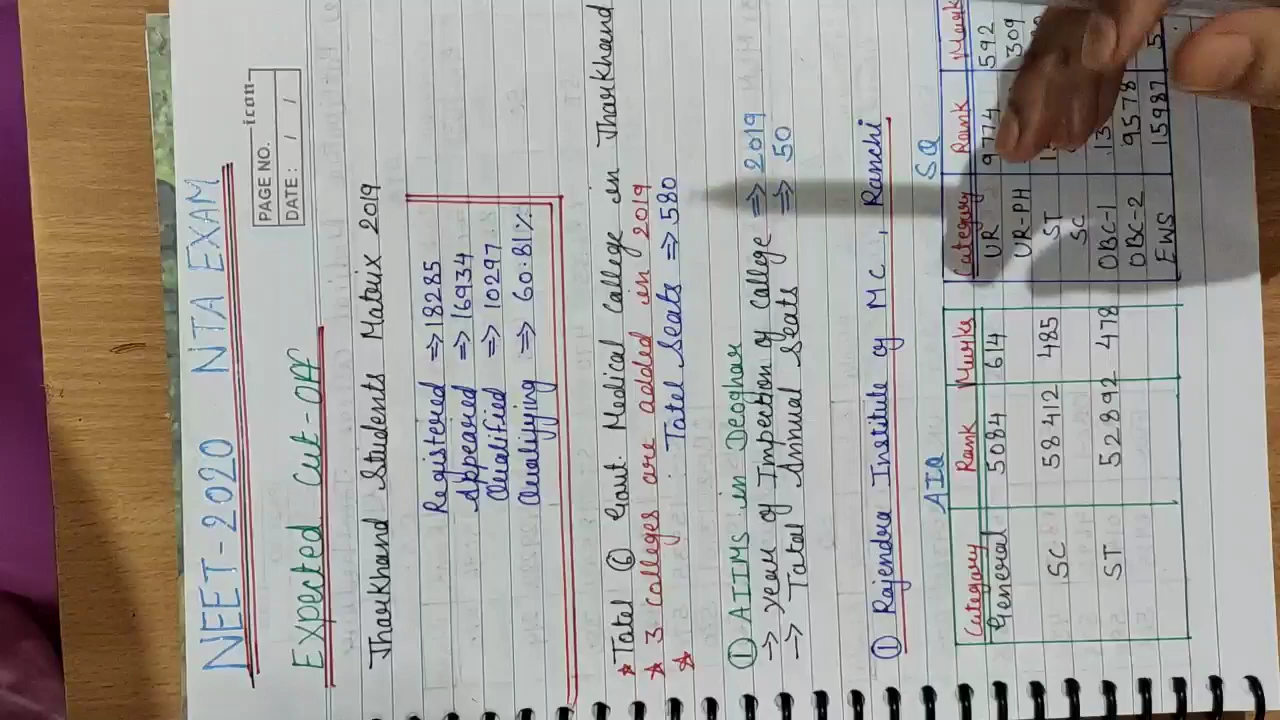 icon
PAGE NO.
DATE: / /
NEET-2020 NTA EXAM
EXPECTED CUT-OFF
Jharkhand Students Matrix 2019
Registered ⇒ 18285
Appeared ⇒ 16934
Qualified ⇒ 10297
Qualifying ⇒ 60.81%
★ Total 6 Govt. Medical College in Jharkhand
★ 3 Colleges are added in 2019
★ Total Seats ⇒ 580
① AIIMS in Deoghar
→ Year of Inpection of College ⇒ 2019
→ Total Annual Seats ⇒ 50
① Rajendra Institute of M.C., Ranchi
AIQ
Category Rank Marks
General 5084 614
SC 58412 485
ST 52892 478
SQ
Category Rank Mark
UR 9774 592
UR-PH 309
ST
SC
OBC-1
OBC-2 9578
EWS 15987